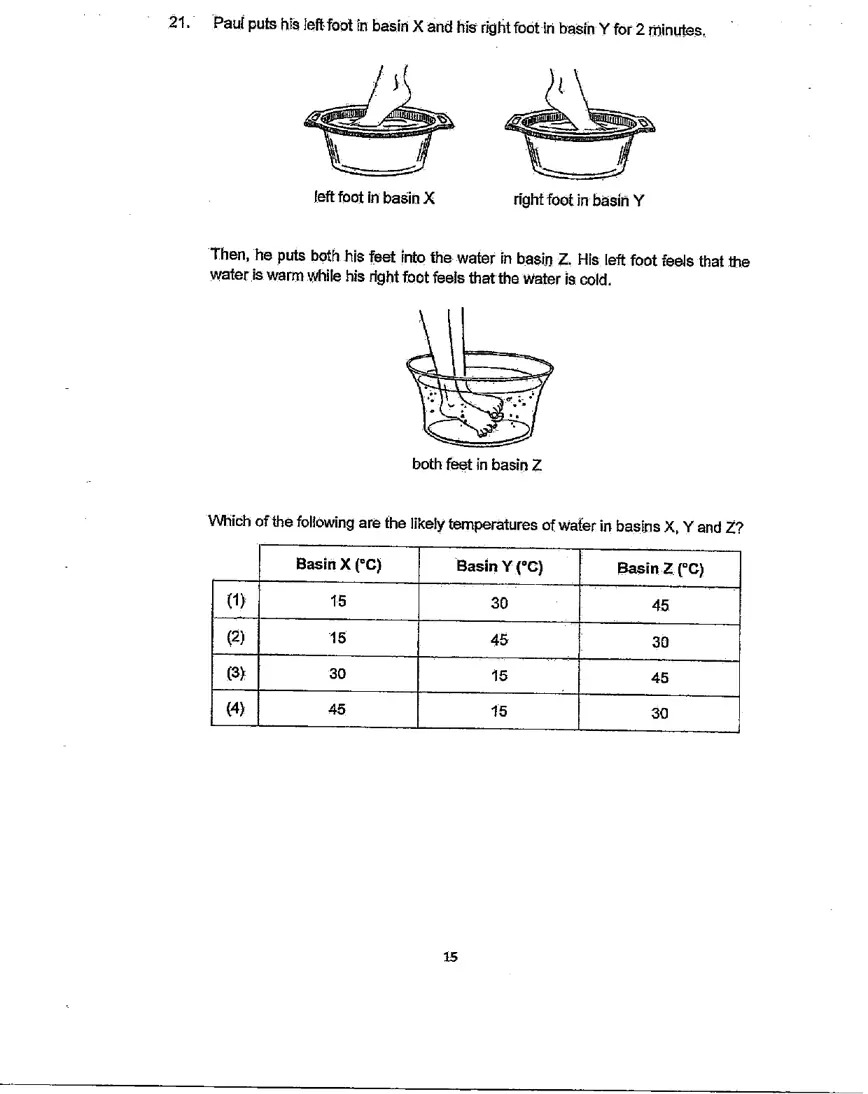 21. Paul puts his left foot in basin X and his right foot in basin Y for 2 minutes.
left foot in basin X right foot in basin Y
Then, he puts both his feet into the water in basin Z. His left foot feels that the
water is warm while his right foot feels that the water is cold.
both feet in basin Z
Which of the following are the likely temperatures of water in basins X, Y and Z?
Basin X (°C) Basin Y (°C) Basin Z (°C)
(1) 15 30 45
(2) 15 45 30
(3) 30 15 45
(4) 45 15 30
15